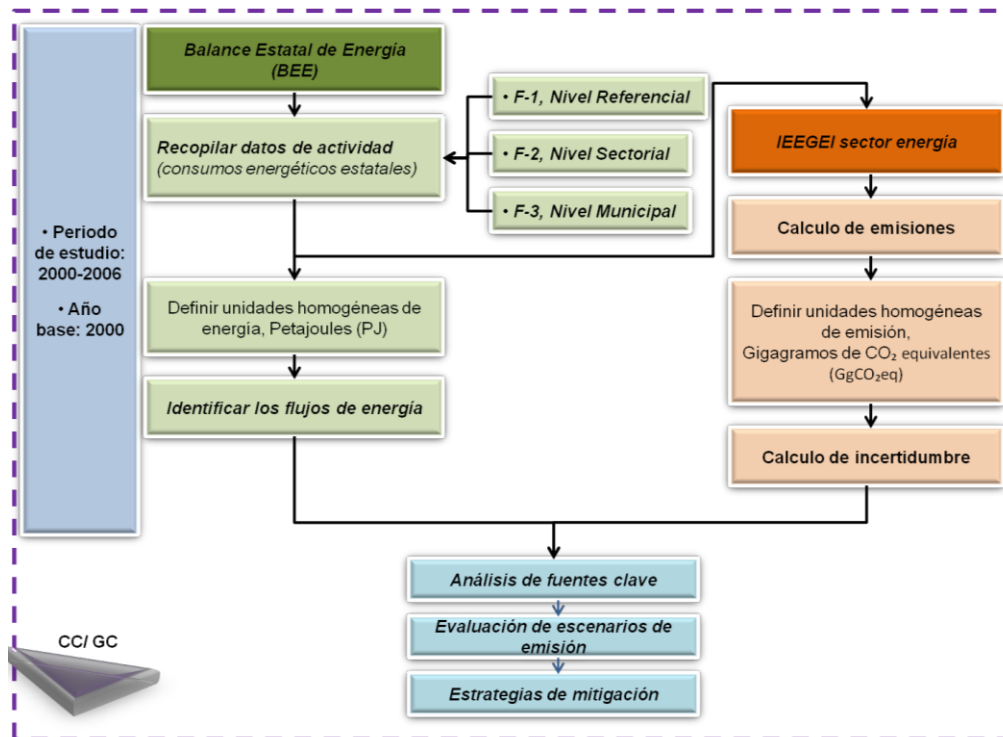 • Periodo
de estudio:
2000-2006
• Año
base: 2000
Balance Estatal de Energía
(BEE)
Recopilar datos de actividad
(consumos energéticos estatales)
• F-1, Nivel Referencial
• F-2, Nivel Sectorial
• F-3, Nivel Municipal
Definir unidades homogéneas de
energía, Petajoules (PJ)
Identificar los flujos de energía
IEEGEI sector energía
Calculo de emisiones
Definir unidades homogéneas
de emisión,
Gigagramos de CO₂ equivalentes
(GgCO₂eq)
Calculo de incertidumbre
Análisis de fuentes clave
Evaluación de escenarios de
emisión
Estrategias de mitigación
CC/ GC